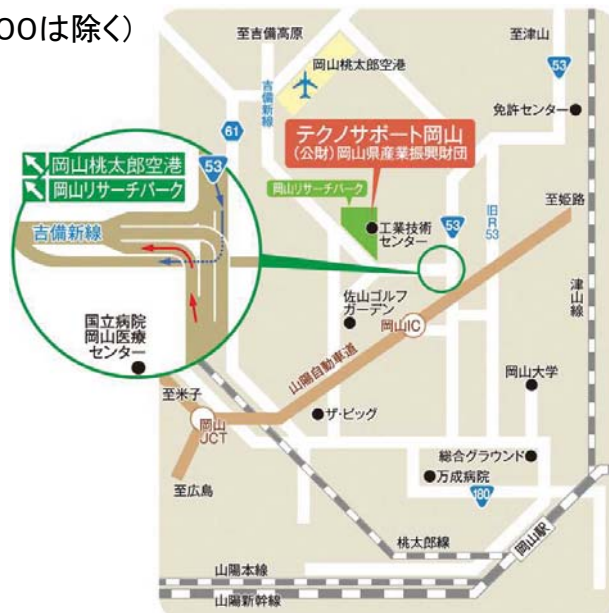 00は除く)
至吉備高原
至津山
岡山桃太郎空港
53
吉備新線
免許センター
61
テクノサポート岡山
(公財)岡山県産業振興財団
岡山桃太郎空港
岡山リサーチパーク
53
岡山リサーチパーク
工業技術
センター
53
旧R53
至姫路
吉備新線
津山線
佐山ゴルフ
ガーデン
岡山IC
国立病院
岡山医療
センター
山陽自動車道
岡山大学
至米子
ザ・ビッグ
岡山
JCT
総合グラウンド
万成病院
180
至広島
岡山駅
桃太郎線
山陽本線
山陽新幹線